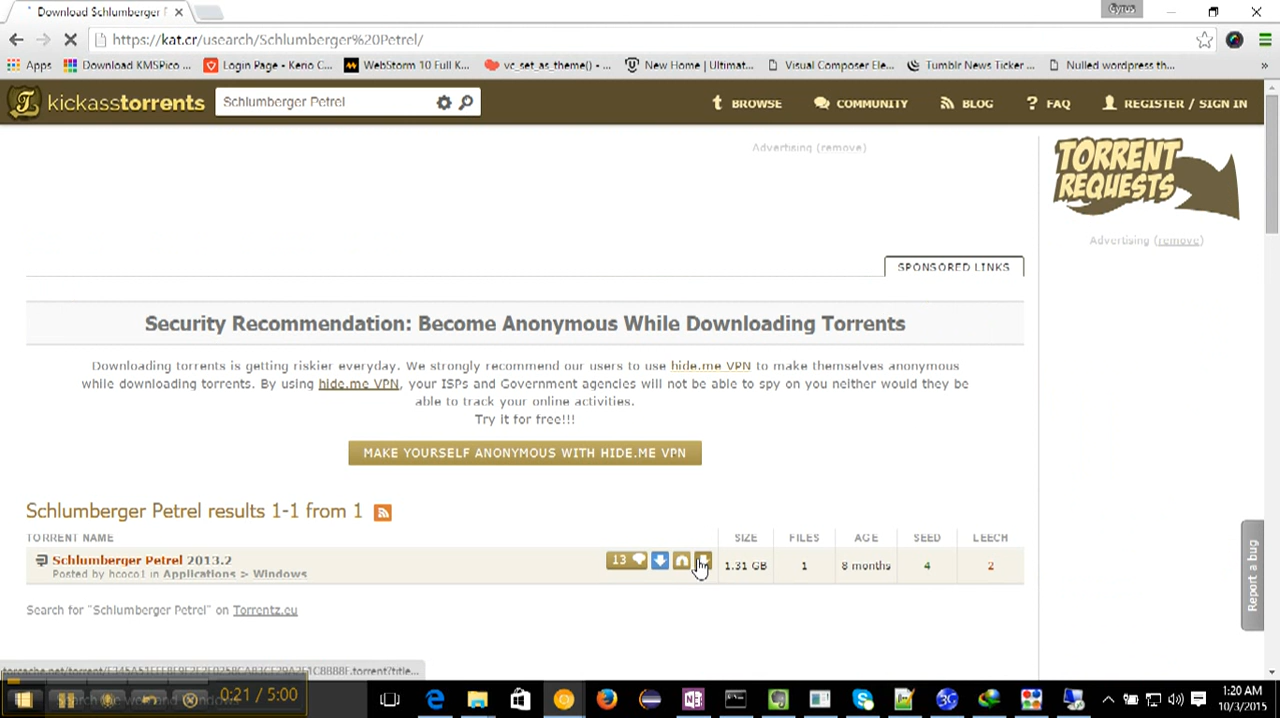 Download Schlumberger F
Cyrus
https://kat.cr/usearch/Schlumberger%20Petrel/
Apps
Download KMSPico ...
Login Page - Kerio C...
WebStorm 10 Full K...
vc_set_as_theme() - ...
New Home | Ultimat...
Visual Composer Ele...
Tumblr News Ticker ...
Nulled wordpress th...
»
kickasstorrents
Schlumberger Petrel
BROWSE
COMMUNITY
BLOG
FAQ
REGISTER / SIGN IN
Advertising (remove)
TORRENT
REQUESTS
Advertising (remove)
SPONSORED LINKS
Security Recommendation: Become Anonymous While Downloading Torrents
Downloading torrents is getting riskier everyday. We strongly recommend our users to use hide.me VPN to make themselves anonymous
while downloading torrents. By using hide.me VPN, your ISPs and Government agencies will not be able to spy on you neither would they be
able to track your online activities.
Try it for free!!!
MAKE YOURSELF ANONYMOUS WITH HIDE.ME VPN
Schlumberger Petrel results 1-1 from 1
TORRENT NAME SIZE FILES AGE SEED LEECH
Schlumberger Petrel 2013.2 13 1.31 GB 1 8 months 4 2
Posted by hcoco1 in Applications > Windows
Search for "Schlumberger Petrel" on Torrentz.eu
Report a bug
0:21 / 5:00
Search the web and Windows
1:20 AM
10/3/2015